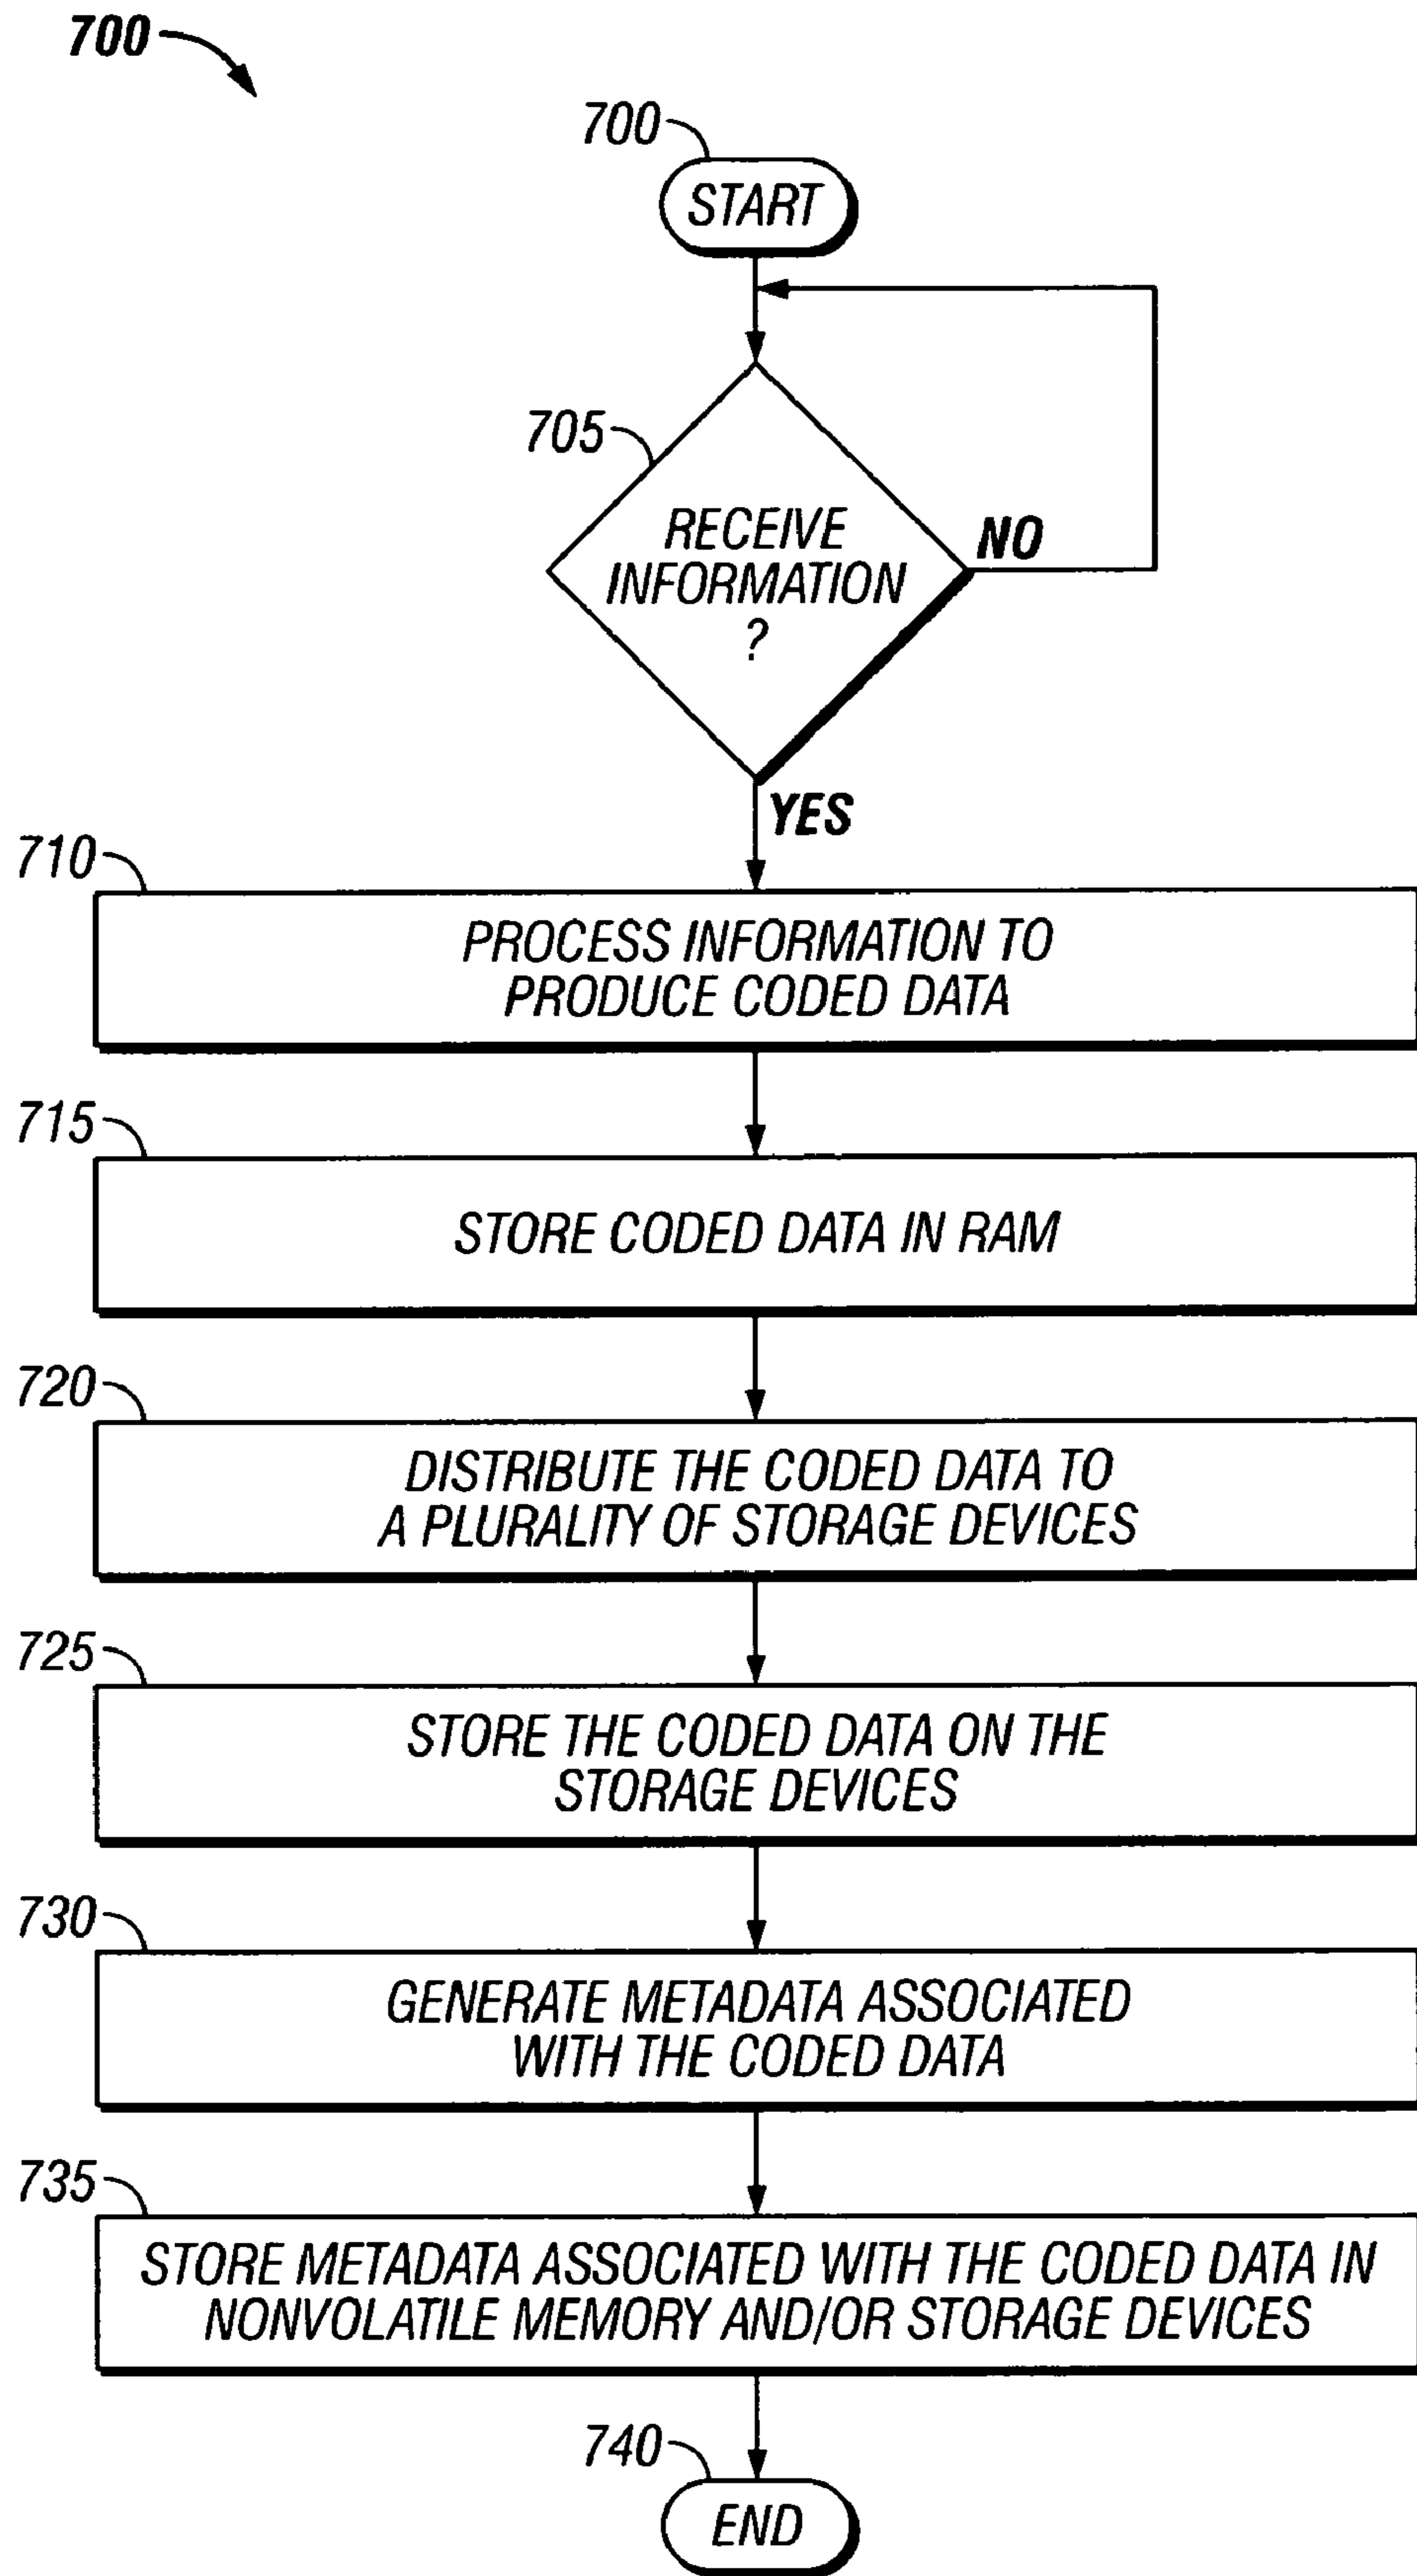 700
700
START
705
RECEIVE
INFORMATION
?
NO
YES
710
PROCESS INFORMATION TO
PRODUCE CODED DATA
715
STORE CODED DATA IN RAM
720
DISTRIBUTE THE CODED DATA TO
A PLURALITY OF STORAGE DEVICES
725
STORE THE CODED DATA ON THE
STORAGE DEVICES
730
GENERATE METADATA ASSOCIATED
WITH THE CODED DATA
735
STORE METADATA ASSOCIATED WITH THE CODED DATA IN
NONVOLATILE MEMORY AND/OR STORAGE DEVICES
740
END